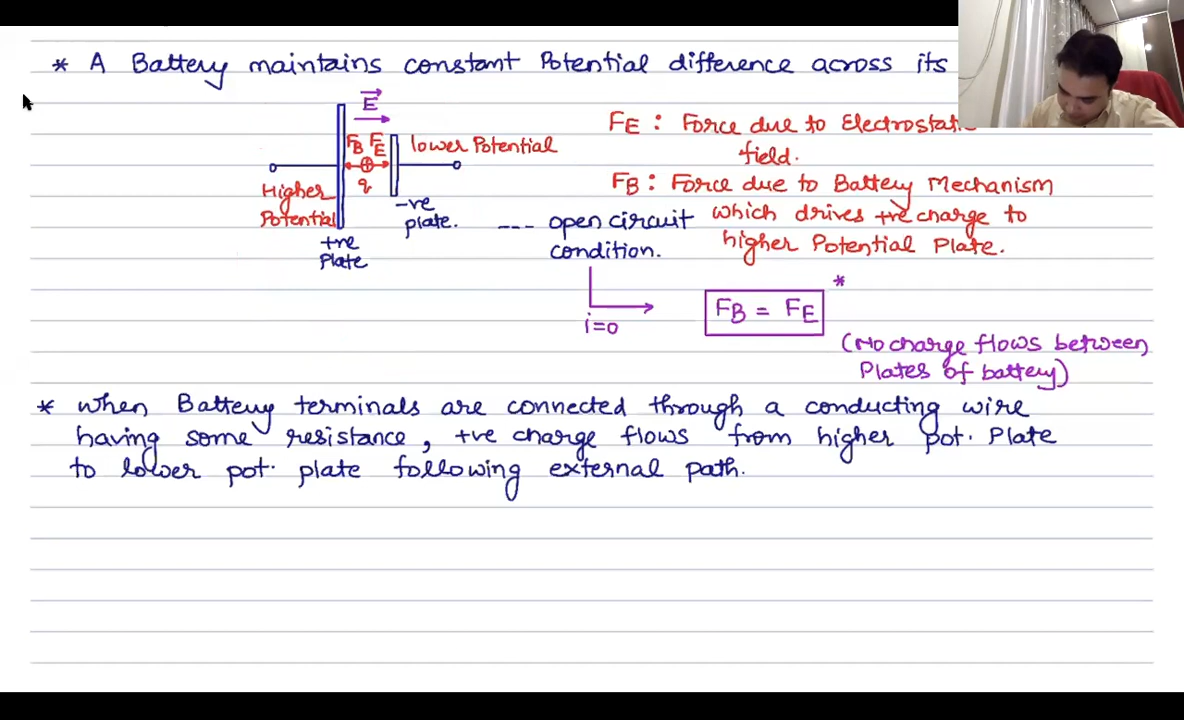 * A Battery maintains constant Potential difference across its
E
FB FE
lower Potential
q
Higher
Potential
-ve
plate.
+ve
Plate
FE : Force due to Electrostatic
field.
FB : Force due to Battery Mechanism
which drives +ve charge to
higher Potential Plate.
--- open circuit
condition.
i=0
FB = FE
*
(No charge flows between
Plates of battery)
* when Battery terminals are connected through a conducting wire
having some resistance, +ve charge flows from higher pot. Plate
to lower pot. plate following external path.